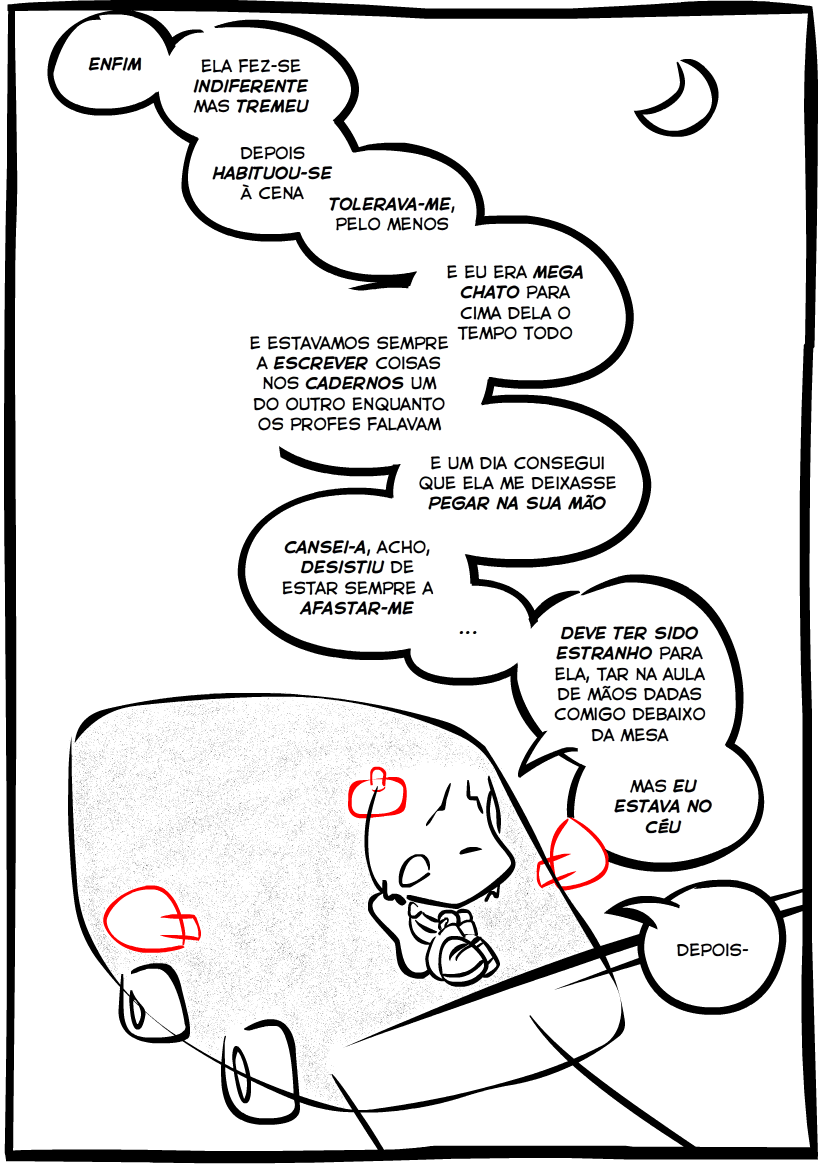 ENFIM
ELA FEZ-SE
INDIFERENTE
MAS TREMEU
DEPOIS
HABITUOU-SE
À CENA
TOLERAVA-ME,
PELO MENOS
E EU ERA MEGA
CHATO PARA
CIMA DELA O
TEMPO TODO
E ESTAVAMOS SEMPRE
A ESCREVER COISAS
NOS CADERNOS UM
DO OUTRO ENQUANTO
OS PROFES FALAVAM
E UM DIA CONSEGUI
QUE ELA ME DEIXASSE
PEGAR NA SUA MÃO
CANSEI-A, ACHO,
DESISTIU DE
ESTAR SEMPRE A
AFASTAR-ME
...
DEVE TER SIDO
ESTRANHO PARA
ELA, TAR NA AULA
DE MÃOS DADAS
COMIGO DEBAIXO
DA MESA
MAS EU
ESTAVA NO
CÉU
DEPOIS-